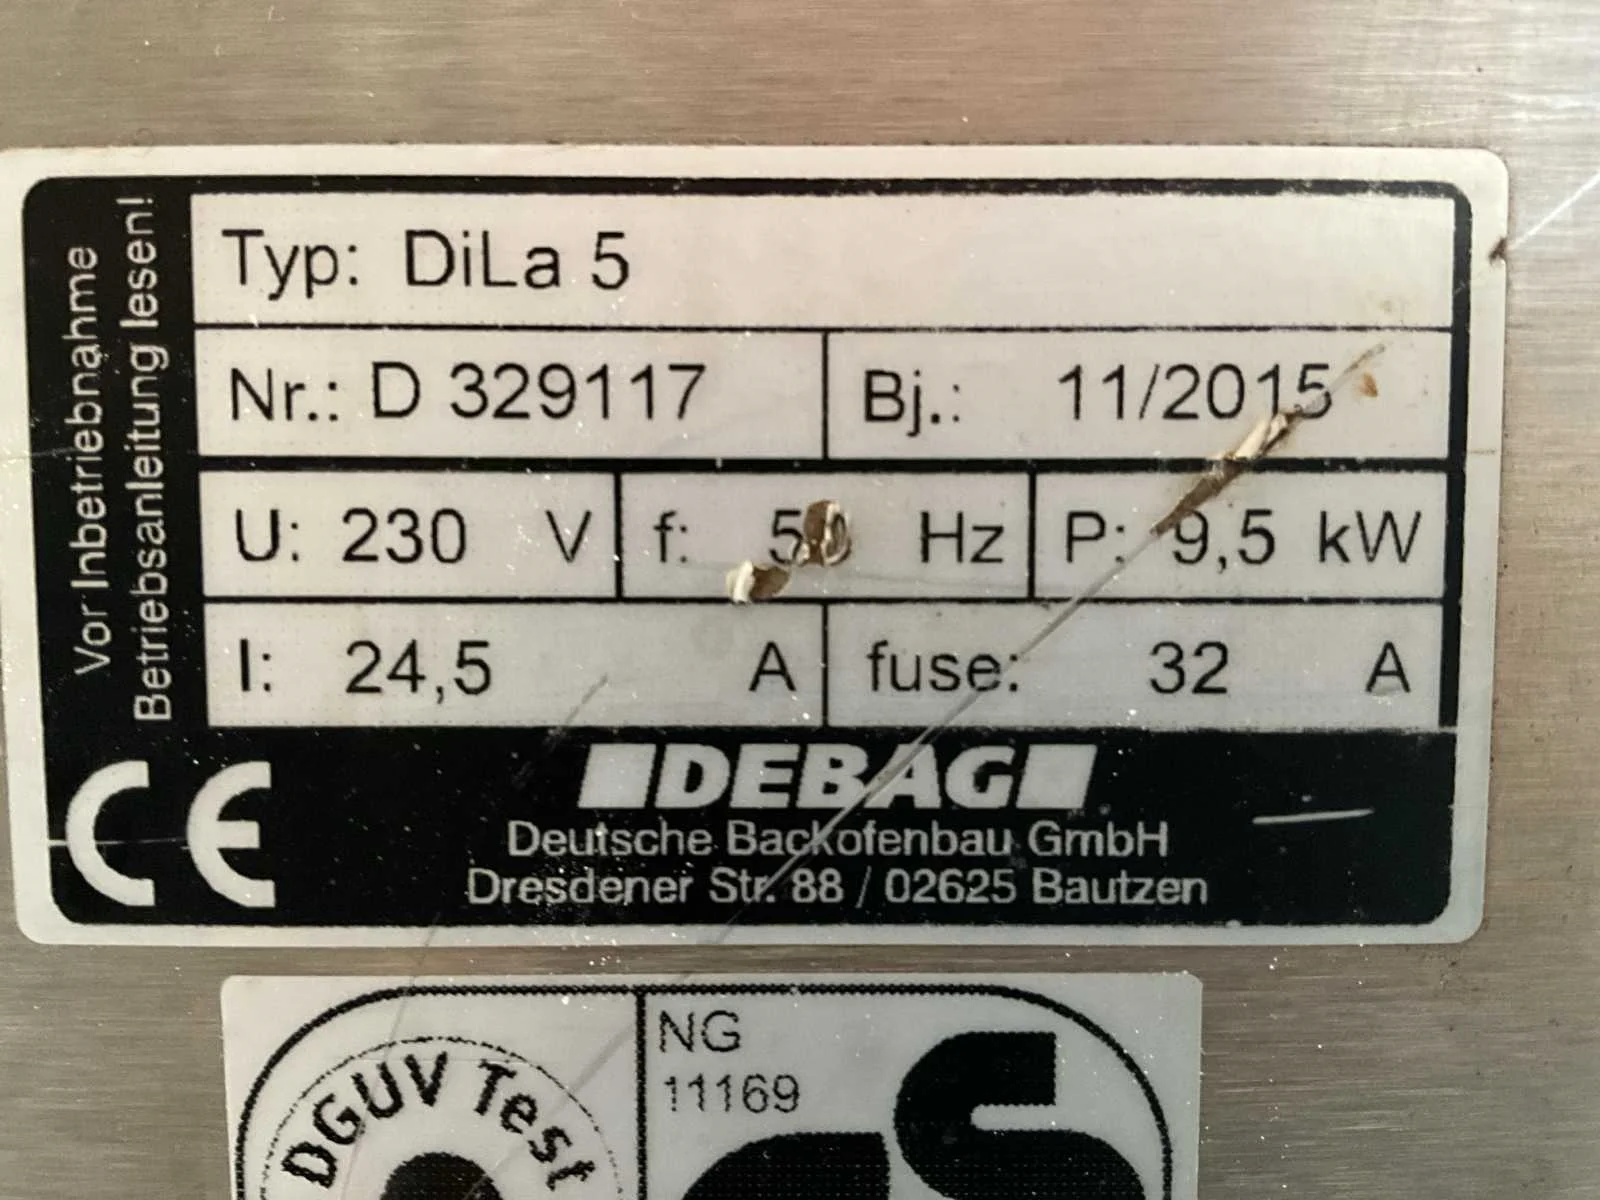 Vor Inbetriebnahme
Betriebsanleitung lesen!
Typ: DiLa 5
Nr.: D 329117 Bj.: 11/2015
U: 230 V f: 50 Hz P: 9,5 kW
I: 24,5 A fuse: 32 A
CE
DEBAG
Deutsche Backofenbau GmbH
Dresdener Str. 88 / 02625 Bautzen
DGUV Test
NG
11169